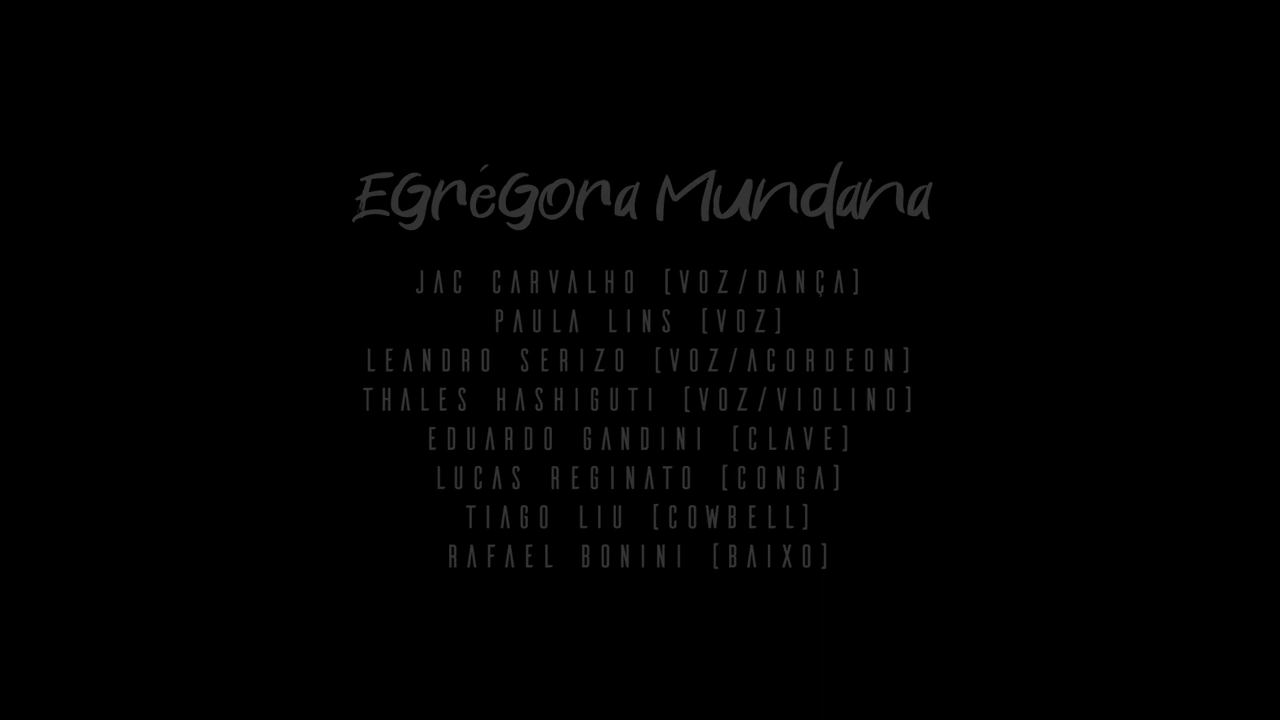 Egrégora Mundana
JAC CARVALHO [VOZ/DANÇA]
PAULA LINS [VOZ]
LEANDRO SERIZO [VOZ/ACORDEON]
THALES HASHIGUTI [VOZ/VIOLINO]
EDUARDO GANDINI [CLAVE]
LUCAS REGINATO [CONGA]
TIAGO LIU [COWBELL]
RAFAEL BONINI [BAIXO]